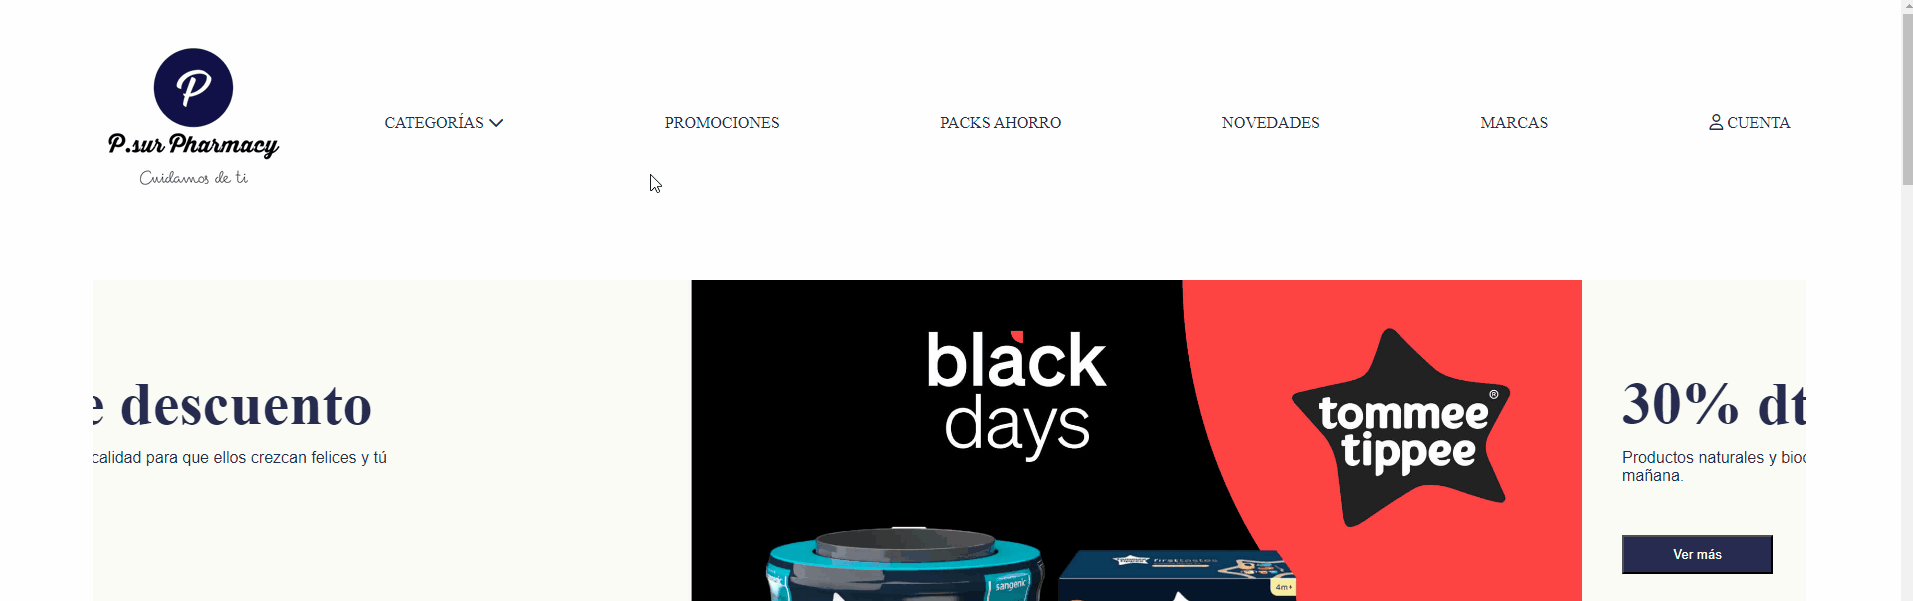 P
P.sur Pharmacy
Cuidamos de ti
CATEGORÍAS
PROMOCIONES
PACKS AHORRO
NOVEDADES
MARCAS
CUENTA
e descuento
calidad para que ellos crezcan felices y tú
black
days
tommee
tippee®
sangenic
sangenic
firsttastes
4m+
30% dt
Productos naturales y bio
mañana.
Ver más